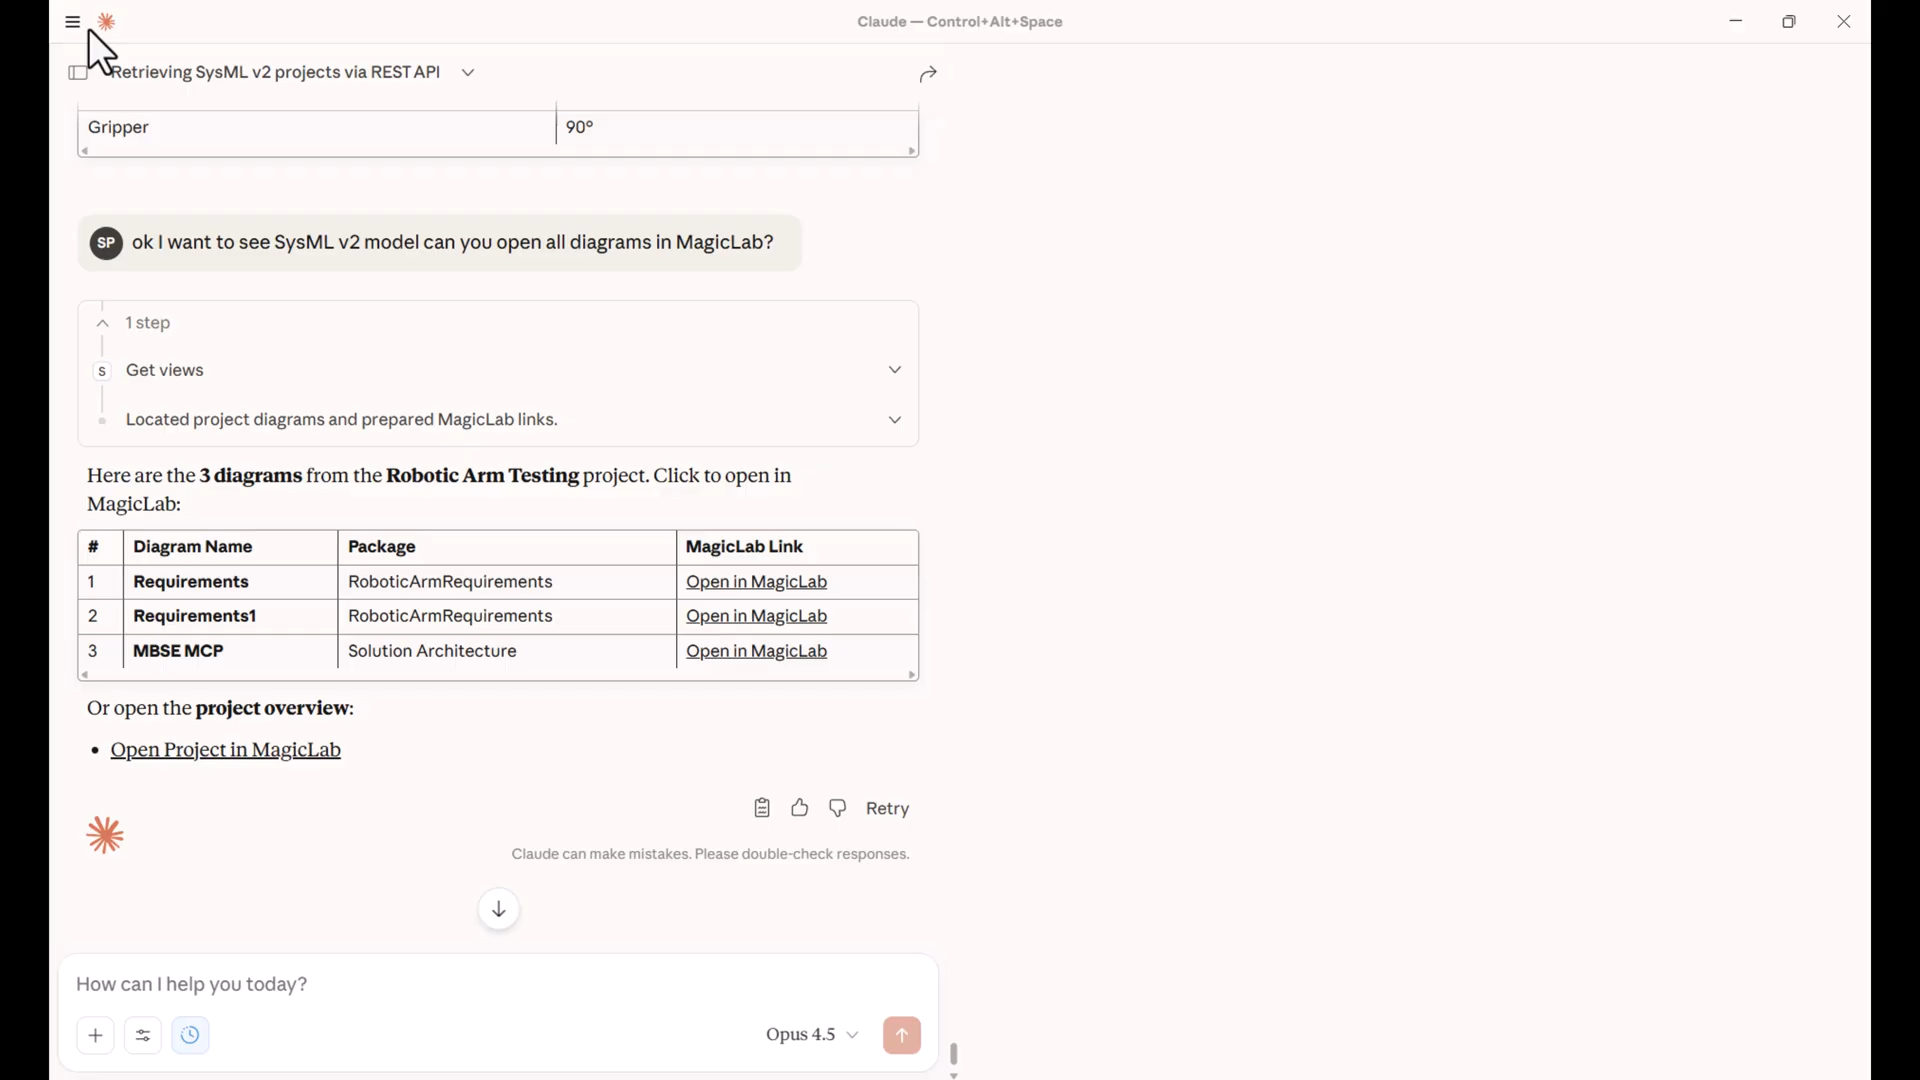 Claude — Control+Alt+Space
Retrieving SysML v2 projects via REST API
Gripper 90°
SP ok I want to see SysML v2 model can you open all diagrams in MagicLab?
1 step
S Get views
Located project diagrams and prepared MagicLab links.
Here are the 3 diagrams from the Robotic Arm Testing project. Click to open in
MagicLab:
# Diagram Name Package MagicLab Link
1 Requirements RoboticArmRequirements Open in MagicLab
2 Requirements1 RoboticArmRequirements Open in MagicLab
3 MBSE MCP Solution Architecture Open in MagicLab
Or open the project overview:
• Open Project in MagicLab
Retry
Claude can make mistakes. Please double-check responses.
How can I help you today?
Opus 4.5